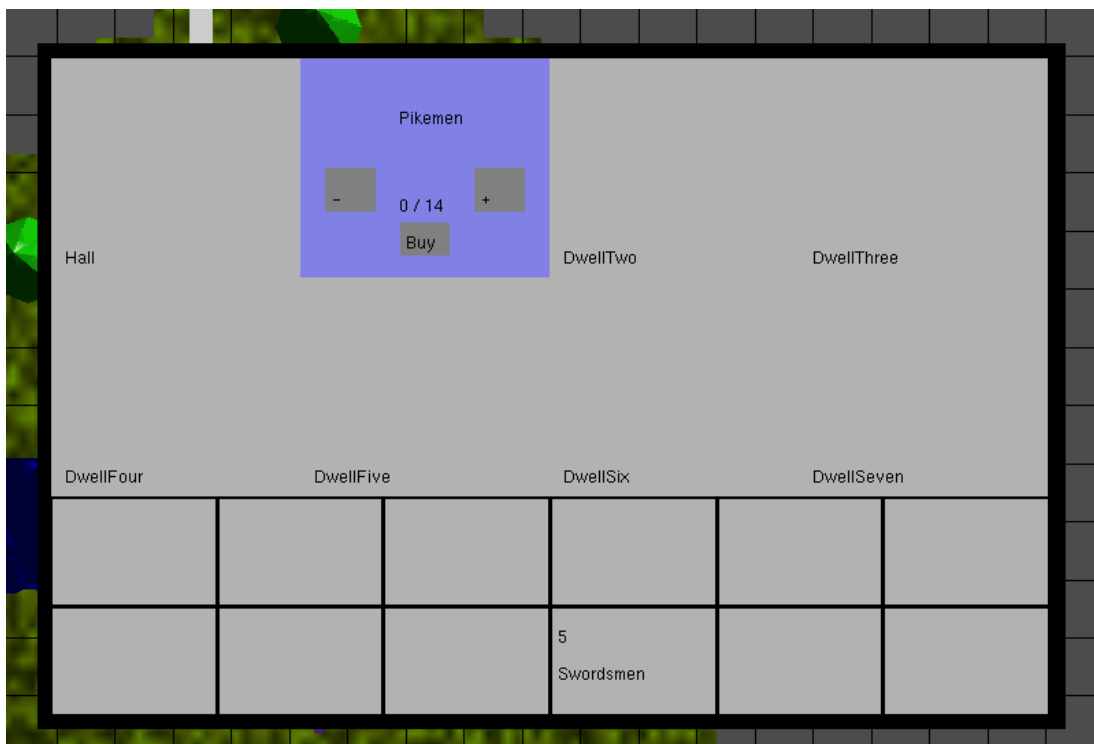 Pikemen
-
0 / 14
+
Buy
Hall
DwellTwo
DwellThree
DwellFour
DwellFive
DwellSix
DwellSeven
5
Swordsmen